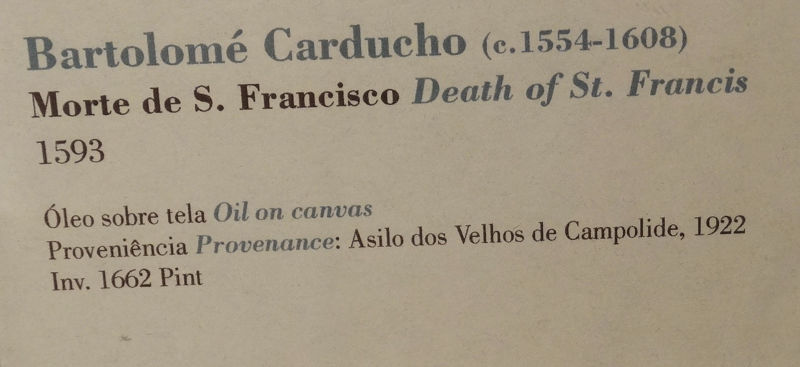 Bartolomé Carducho (c.1554-1608)
Morte de S. Francisco Death of St. Francis
1593
Óleo sobre tela Oil on canvas
Proveniência Provenance: Asilo dos Velhos de Campolide, 1922
Inv. 1662 Pint